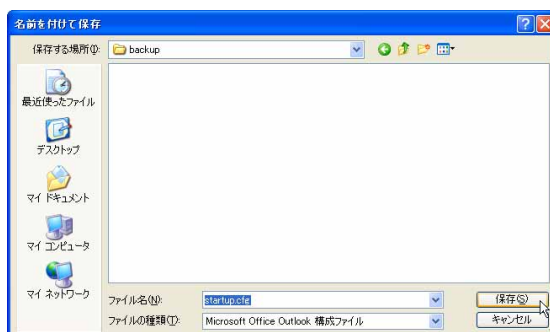 名前を付けて保存
保存する場所(I): backup
最近使ったファイル
デスクトップ
マイ ドキュメント
マイ コンピュータ
マイ ネットワーク
ファイル名(N): startup.cfg 保存(S)
ファイルの種類(T): Microsoft Office Outlook 構成ファイル キャンセル